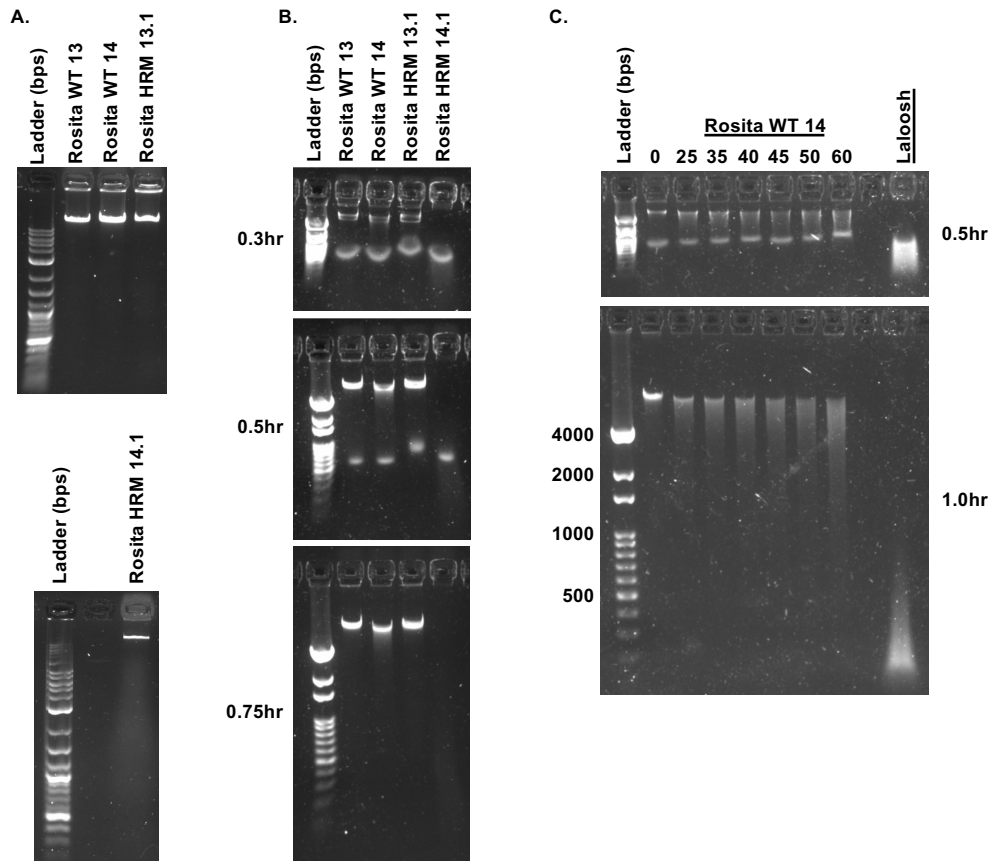 A.
Ladder (bps)
Rosita WT 13
Rosita WT 14
Rosita HRM 13.1
Ladder (bps)
Rosita HRM 14.1
B.
Ladder (bps)
Rosita WT 13
Rosita WT 14
Rosita HRM 13.1
Rosita HRM 14.1
0.3hr
0.5hr
0.75hr
C.
Ladder (bps)
Rosita WT 14
0 25 35 40 45 50 60
Laloosh
0.5hr
4000
2000
1000
500
1.0hr